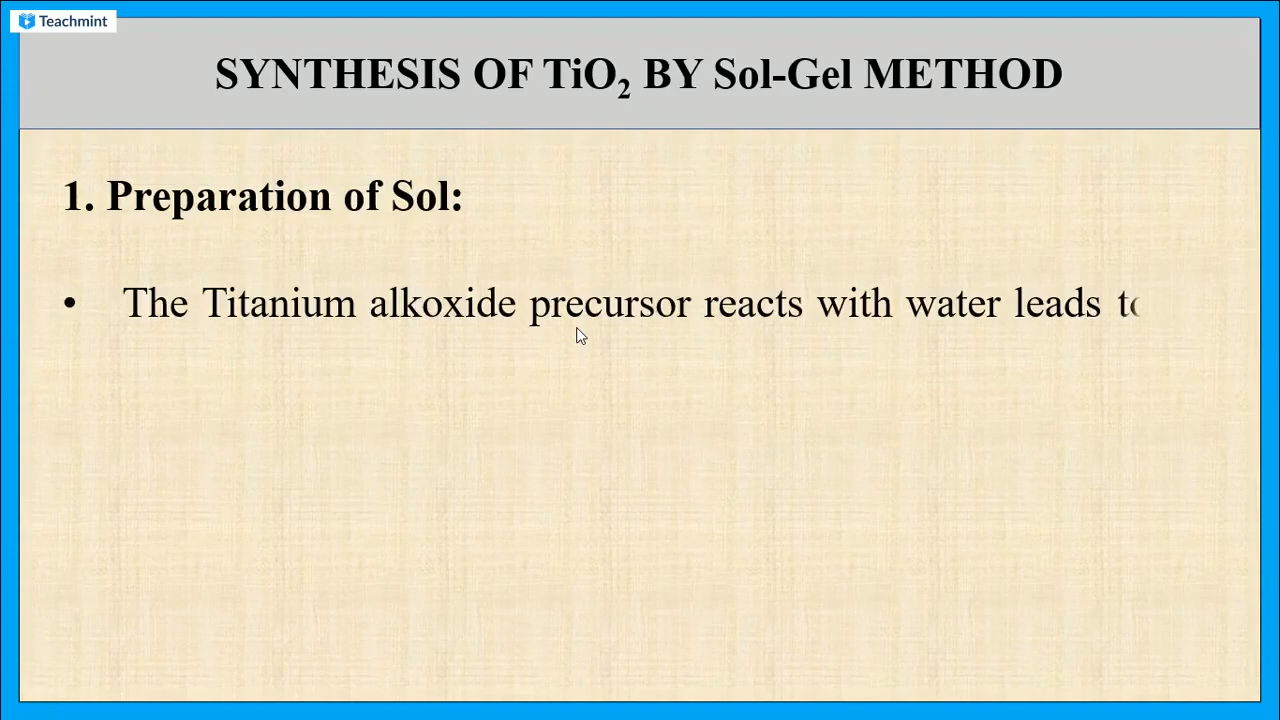 Teachmint
SYNTHESIS OF TiO₂ BY Sol-Gel METHOD
1. Preparation of Sol:
• The Titanium alkoxide precursor reacts with water leads to